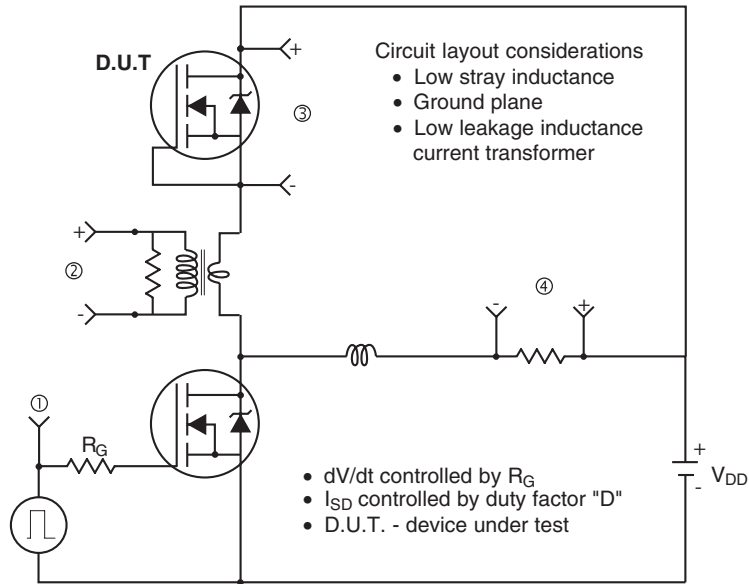 D.U.T
+
③
-
Circuit layout considerations
• Low stray inductance
• Ground plane
• Low leakage inductance
current transformer
+
②
-
④
-
+
①
R_G
+
V_DD
-
• dV/dt controlled by R_G
• I_SD controlled by duty factor "D"
• D.U.T. - device under test